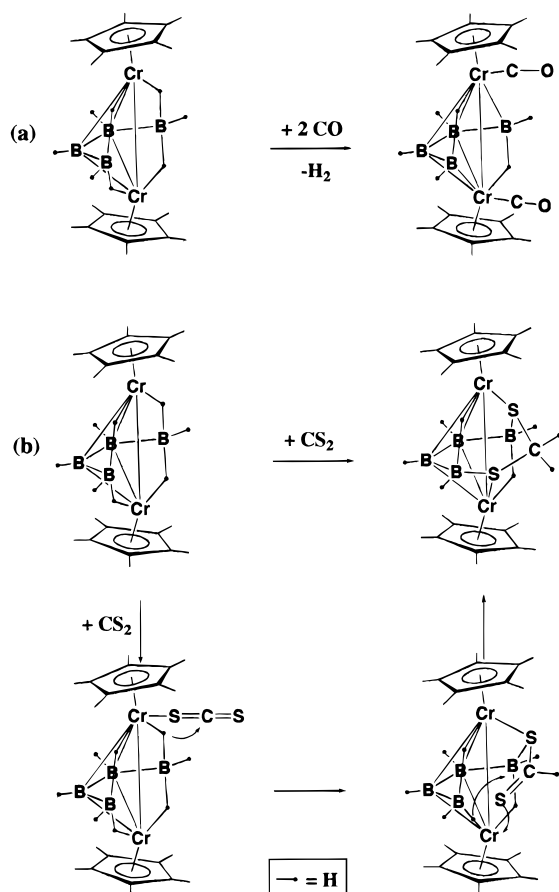 Cr
Cr C O
(a) B B B + 2 CO B B B
B -H₂ B
Cr
Cr C O
Cr
Cr
S
(b) B B + CS₂ B B C
B B B B S
Cr
Cr
+ CS₂
Cr S C S
Cr
S
B B B B C
B B B B S
Cr
Cr
= H